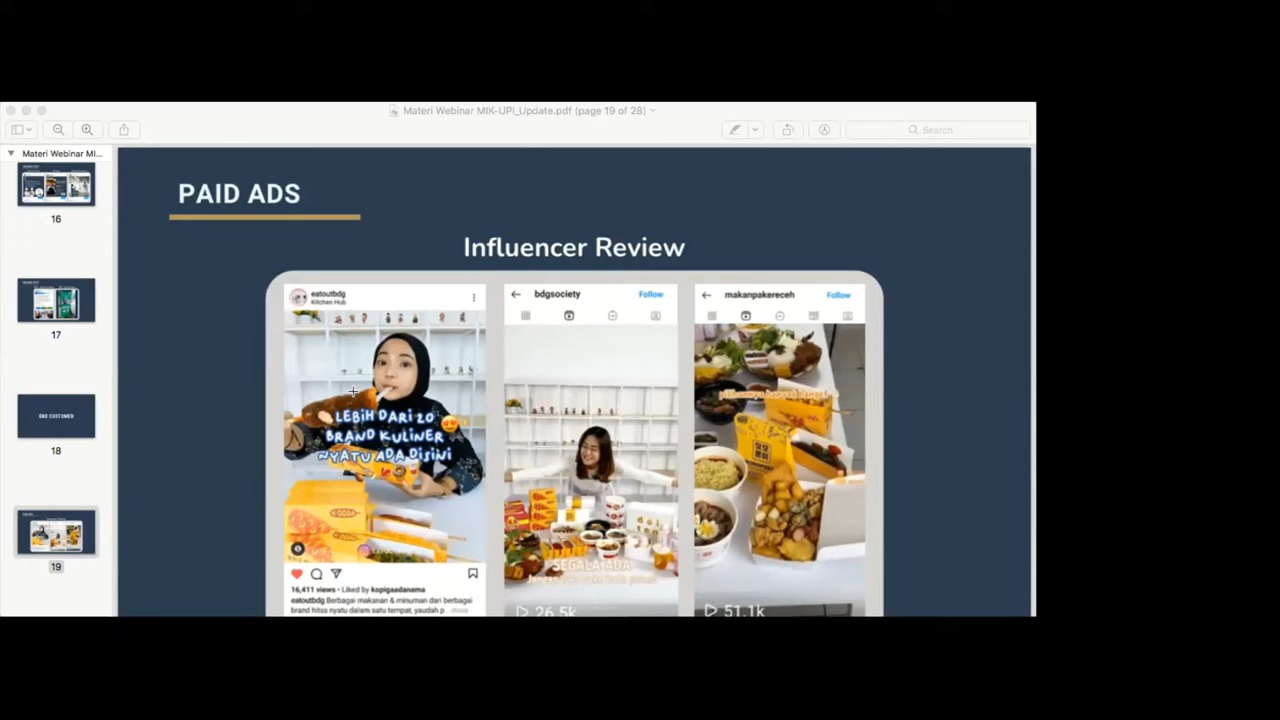 Materi Webinar MIK-UPI_Update.pdf (page 19 of 28)
Search
Materi Webinar MI...
16
17
END CUSTOMER
18
19
PAID ADS
Influencer Review
eatoutbdg
Kitchen Hub
LEBIH DARI 20
BRAND KULINER
NYATU ADA DISINI
16,411 views • Liked by kopigaadanama
eatoutbdg Berbagai makanan & minuman dari berbagai
brand hitss nyatu dalam satu tempat, yaudah p... more
bdgsociety
Follow
SEGALA ADA
26.5k
makanpakereceh
Follow
51.1k